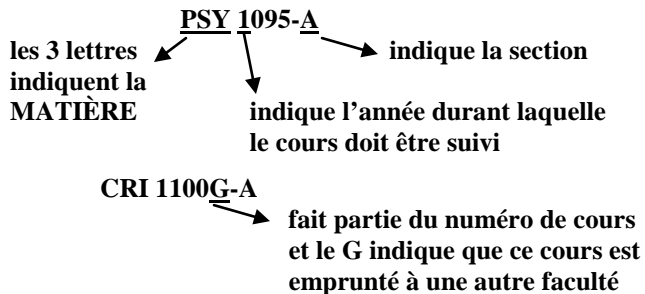 PSY 1095-A
les 3 lettres
indiquent la
MATIÈRE
indique la section
indique l'année durant laquelle
le cours doit être suivi
CRI 1100G-A
fait partie du numéro de cours
et le G indique que ce cours est
emprunté à une autre faculté